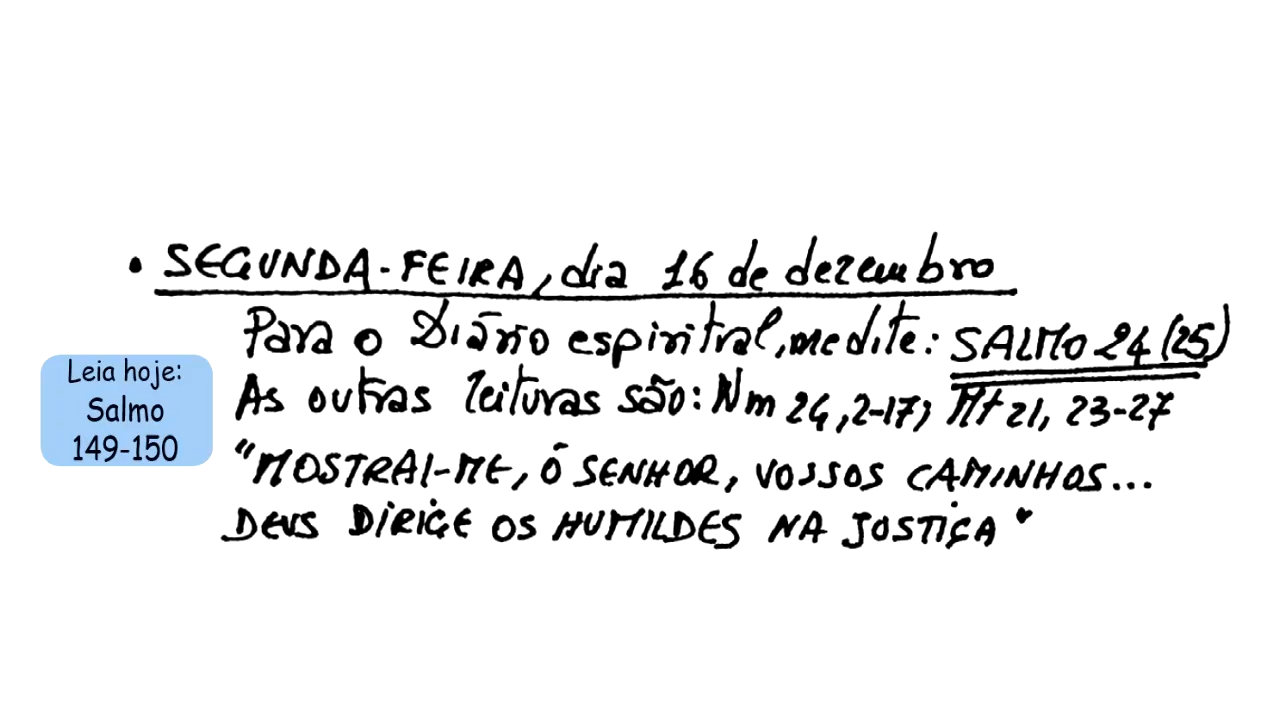 • SEGUNDA-FEIRA, dia 16 de dezembro
Para o Diário espiritual, medite: SALMO 24 (25)
As outras leituras são: Nm 24, 2-17; Mt 21, 23-27
"MOSTRAI-ME, Ó SENHOR, VOSSOS CAMINHOS...
DEUS DIRIGE OS HUMILDES NA JUSTIÇA"
Leia hoje:
Salmo
149-150